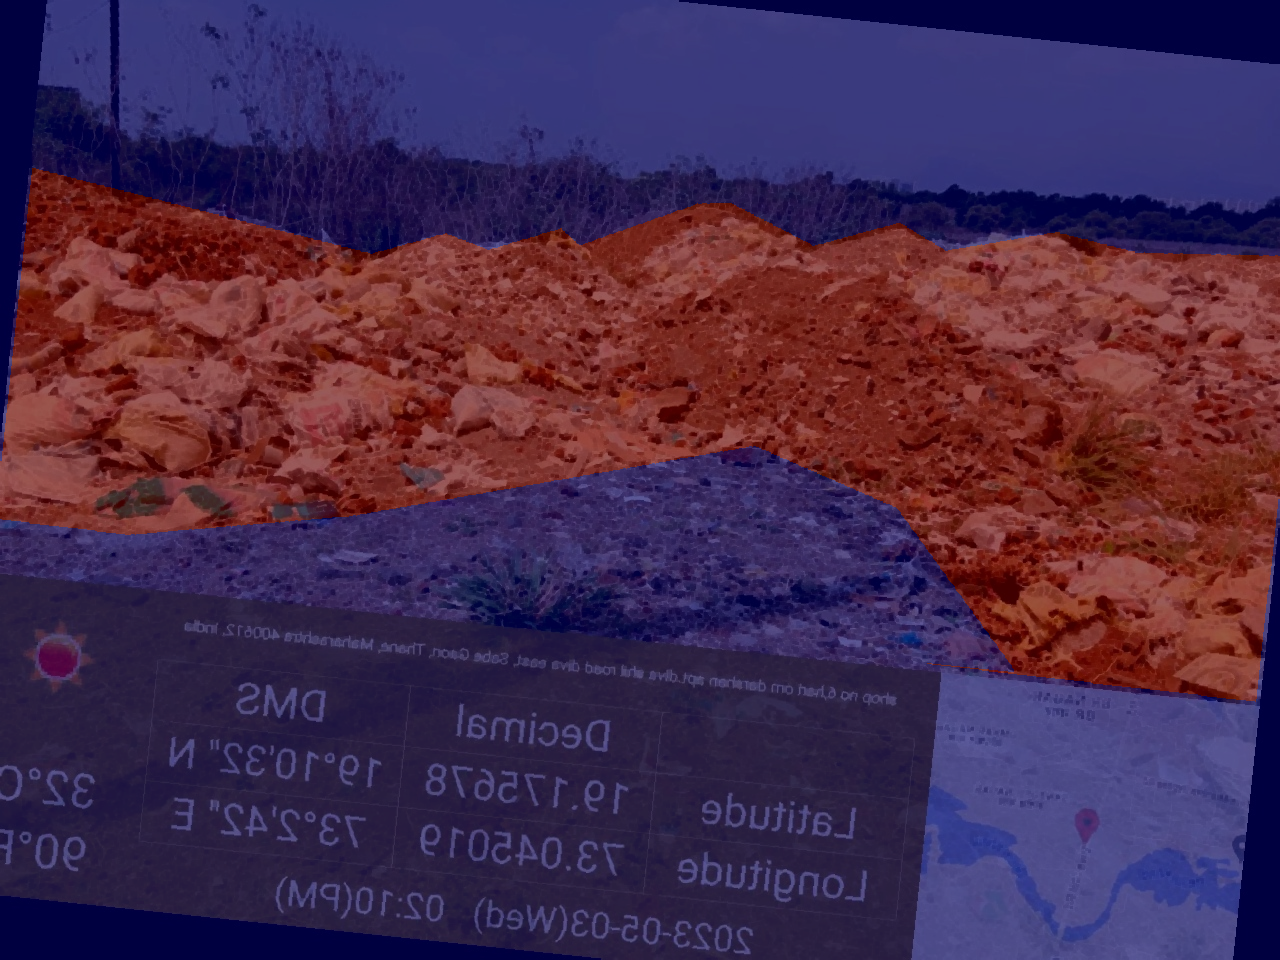 shop no 6,hari om darshan apt,diva shil road diva east, Sabe Gaon, Thane, Maharashtra 400612, India
Decimal DMS
Latitude 19.175678 19°10'32" N
Longitude 73.045019 73°2'42" E
2023-05-03(Wed) 02:10(PM)
32°C
90°F